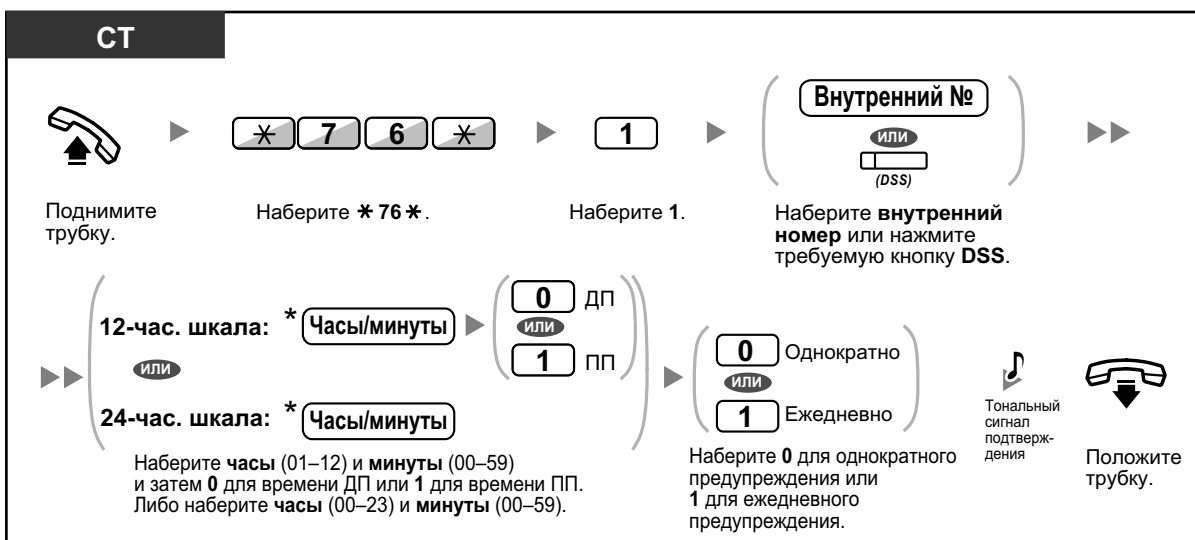 СТ
Внутренний №
или
(DSS)
✳ 7 6 ✳
1
Поднимите
трубку.
Наберите ✳ 76 ✳.
Наберите 1.
Наберите внутренний
номер или нажмите
требуемую кнопку DSS.
12-час. шкала: * Часы/минуты
0 ДП
или
1 ПП
или
24-час. шкала: * Часы/минуты
Наберите часы (01–12) и минуты (00–59)
и затем 0 для времени ДП или 1 для времени ПП.
Либо наберите часы (00–23) и минуты (00–59).
0 Однократно
или
1 Ежедневно
Наберите 0 для однократного
предупреждения или
1 для ежедневного
предупреждения.
Тональный
сигнал
подтверж-
дения
Положите
трубку.